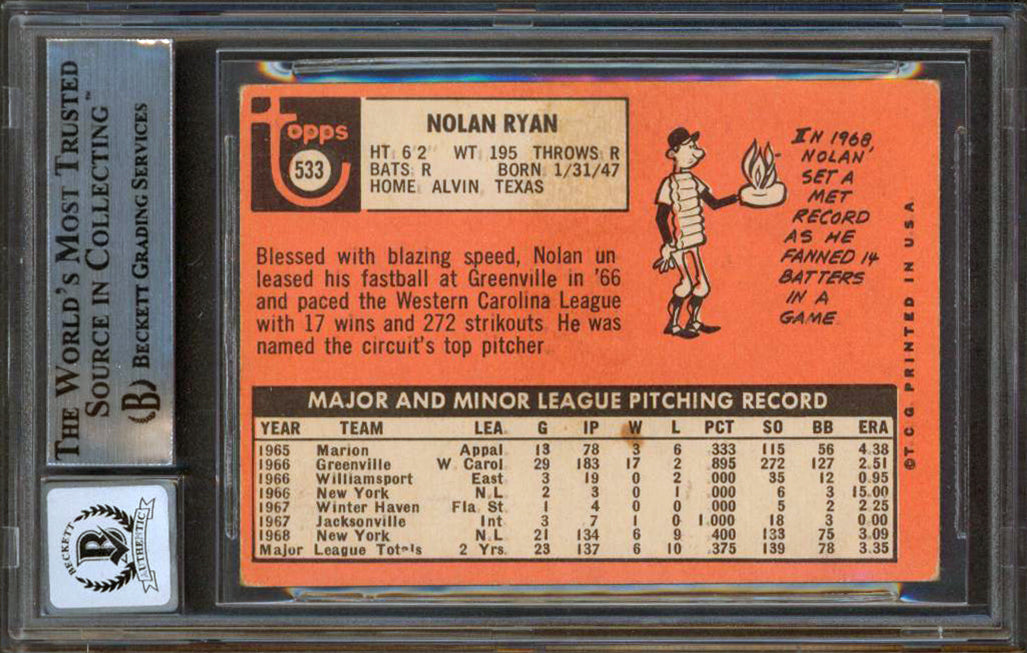 THE WORLD'S MOST TRUSTED
SOURCE IN COLLECTING™
B BECKETT GRADING SERVICES
BECKETT
B
AUTHENTIC
topps
533
NOLAN RYAN
HT. 6'2" WT. 195 THROWS R
BATS: R BORN 1/31/47
HOME ALVIN TEXAS
Blessed with blazing speed, Nolan un
leased his fastball at Greenville in '66
and paced the Western Carolina League
with 17 wins and 272 strikouts He was
named the circuit's top pitcher
IN 1968,
NOLAN
SET A
MET
RECORD
AS HE
FANNED 14
BATTERS
IN A
GAME
©T.C.G. PRINTED IN U.S.A.
MAJOR AND MINOR LEAGUE PITCHING RECORD
YEAR TEAM LEA. G IP W L PCT SO BB ERA
1965 Marion Appal 13 78 3 6 .333 115 56 4.38
1966 Greenville W. Carol. 29 183 17 2 .895 272 127 2.51
1966 Williamsport East. 3 19 0 2 .000 35 12 0.95
1966 New York N.L. 2 3 0 1 .000 6 3 15.00
1967 Winter Haven Fla. St. 1 4 0 0 .000 5 2 2.25
1967 Jacksonville Int. 3 7 1 0 1.000 18 3 0.00
1968 New York N.L. 21 134 6 9 .400 133 75 3.09
Major League Totals 2 Yrs. 23 137 6 10 .375 139 78 3.35